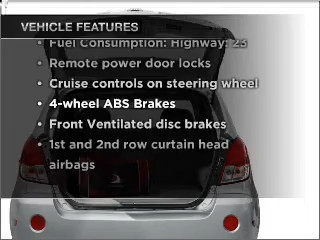 VEHICLE FEATURES
• Fuel Consumption: Highway: 23
• Remote power door locks
• Cruise controls on steering wheel
• 4-wheel ABS Brakes
• Front Ventilated disc brakes
• 1st and 2nd row curtain head
airbags